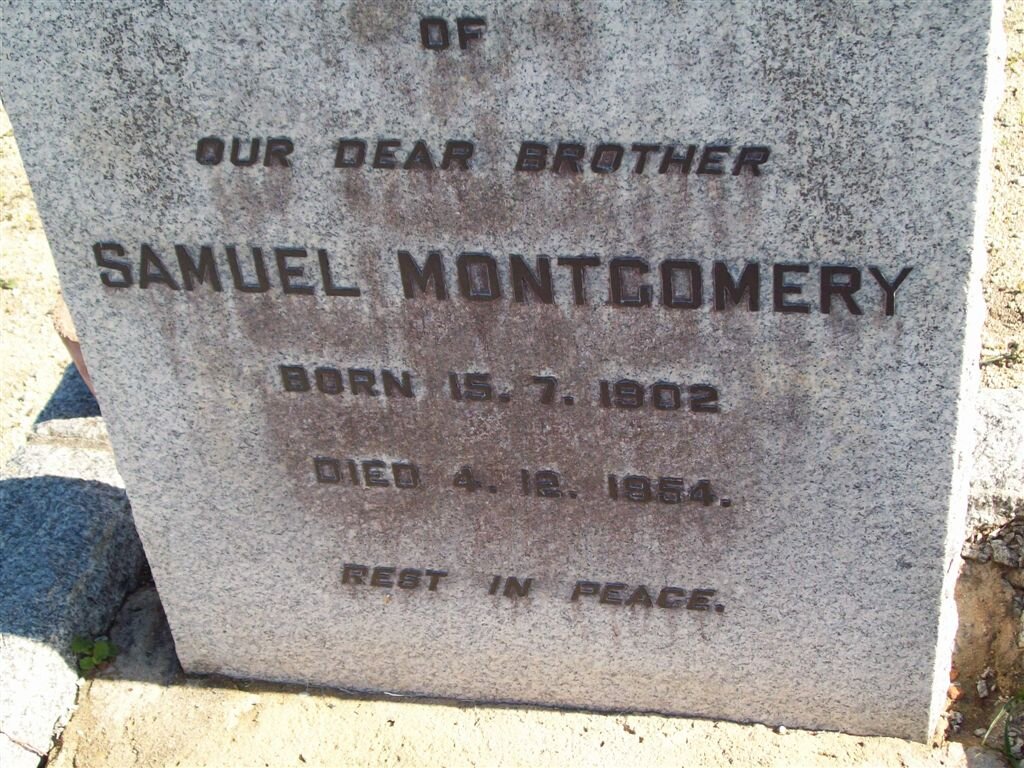 OF
OUR DEAR BROTHER
SAMUEL MONTGOMERY
BORN 15. 7. 1902
DIED 4. 12. 1954.
REST IN PEACE.